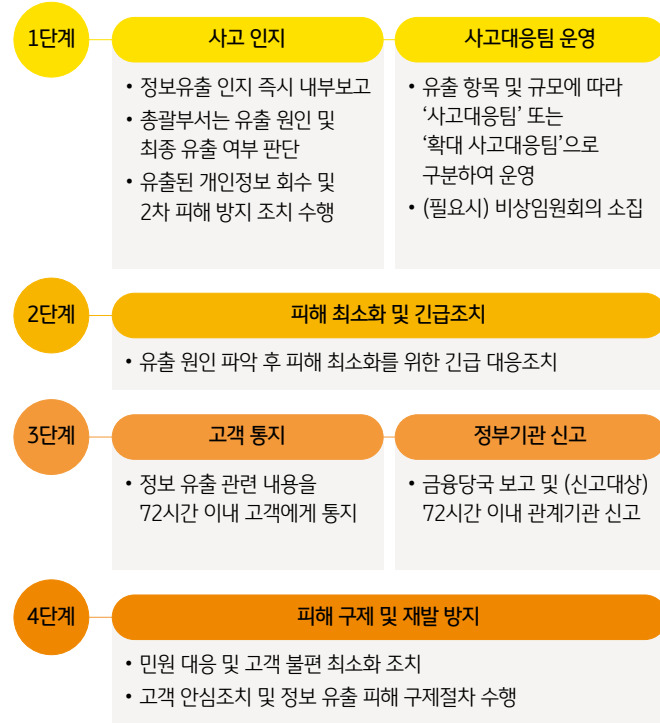 1단계
사고 인지
• 정보유출 인지 즉시 내부보고
• 총괄부서는 유출 원인 및
최종 유출 여부 판단
• 유출된 개인정보 회수 및
2차 피해 방지 조치 수행
사고대응팀 운영
• 유출 항목 및 규모에 따라
‘사고대응팀’ 또는
‘확대 사고대응팀’으로
구분하여 운영
• (필요시) 비상임원회의 소집
2단계
피해 최소화 및 긴급조치
• 유출 원인 파악 후 피해 최소화를 위한 긴급 대응조치
3단계
고객 통지
• 정보 유출 관련 내용을
72시간 이내 고객에게 통지
정부기관 신고
• 금융당국 보고 및 (신고대상)
72시간 이내 관계기관 신고
4단계
피해 구제 및 재발 방지
• 민원 대응 및 고객 불편 최소화 조치
• 고객 안심조치 및 정보 유출 피해 구제절차 수행